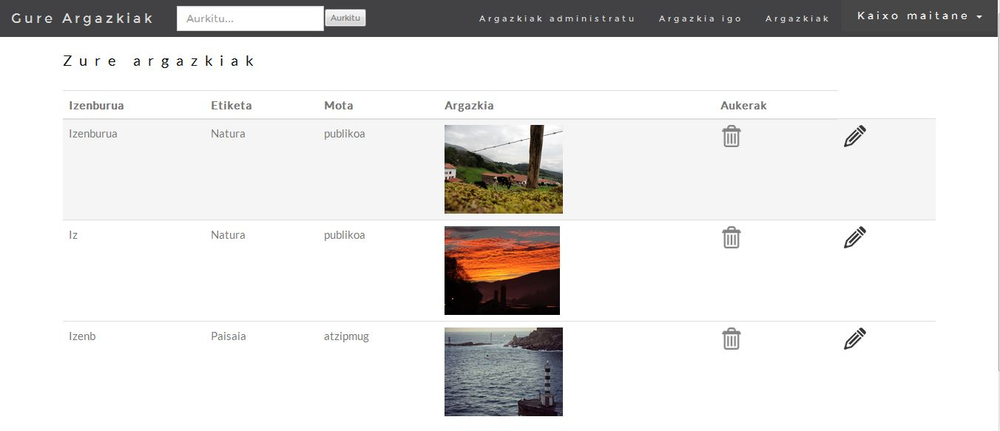 Gure Argazkiak Aurkitu... Aurkitu Argazkiak administratu Argazkia igo Argazkiak Kaixo maitane
Zure argazkiak
Izenburua Etiketa Mota Argazkia Aukerak
Izenburua Natura publikoa
Iz Natura publikoa
Izenb Paisaia atzipmug